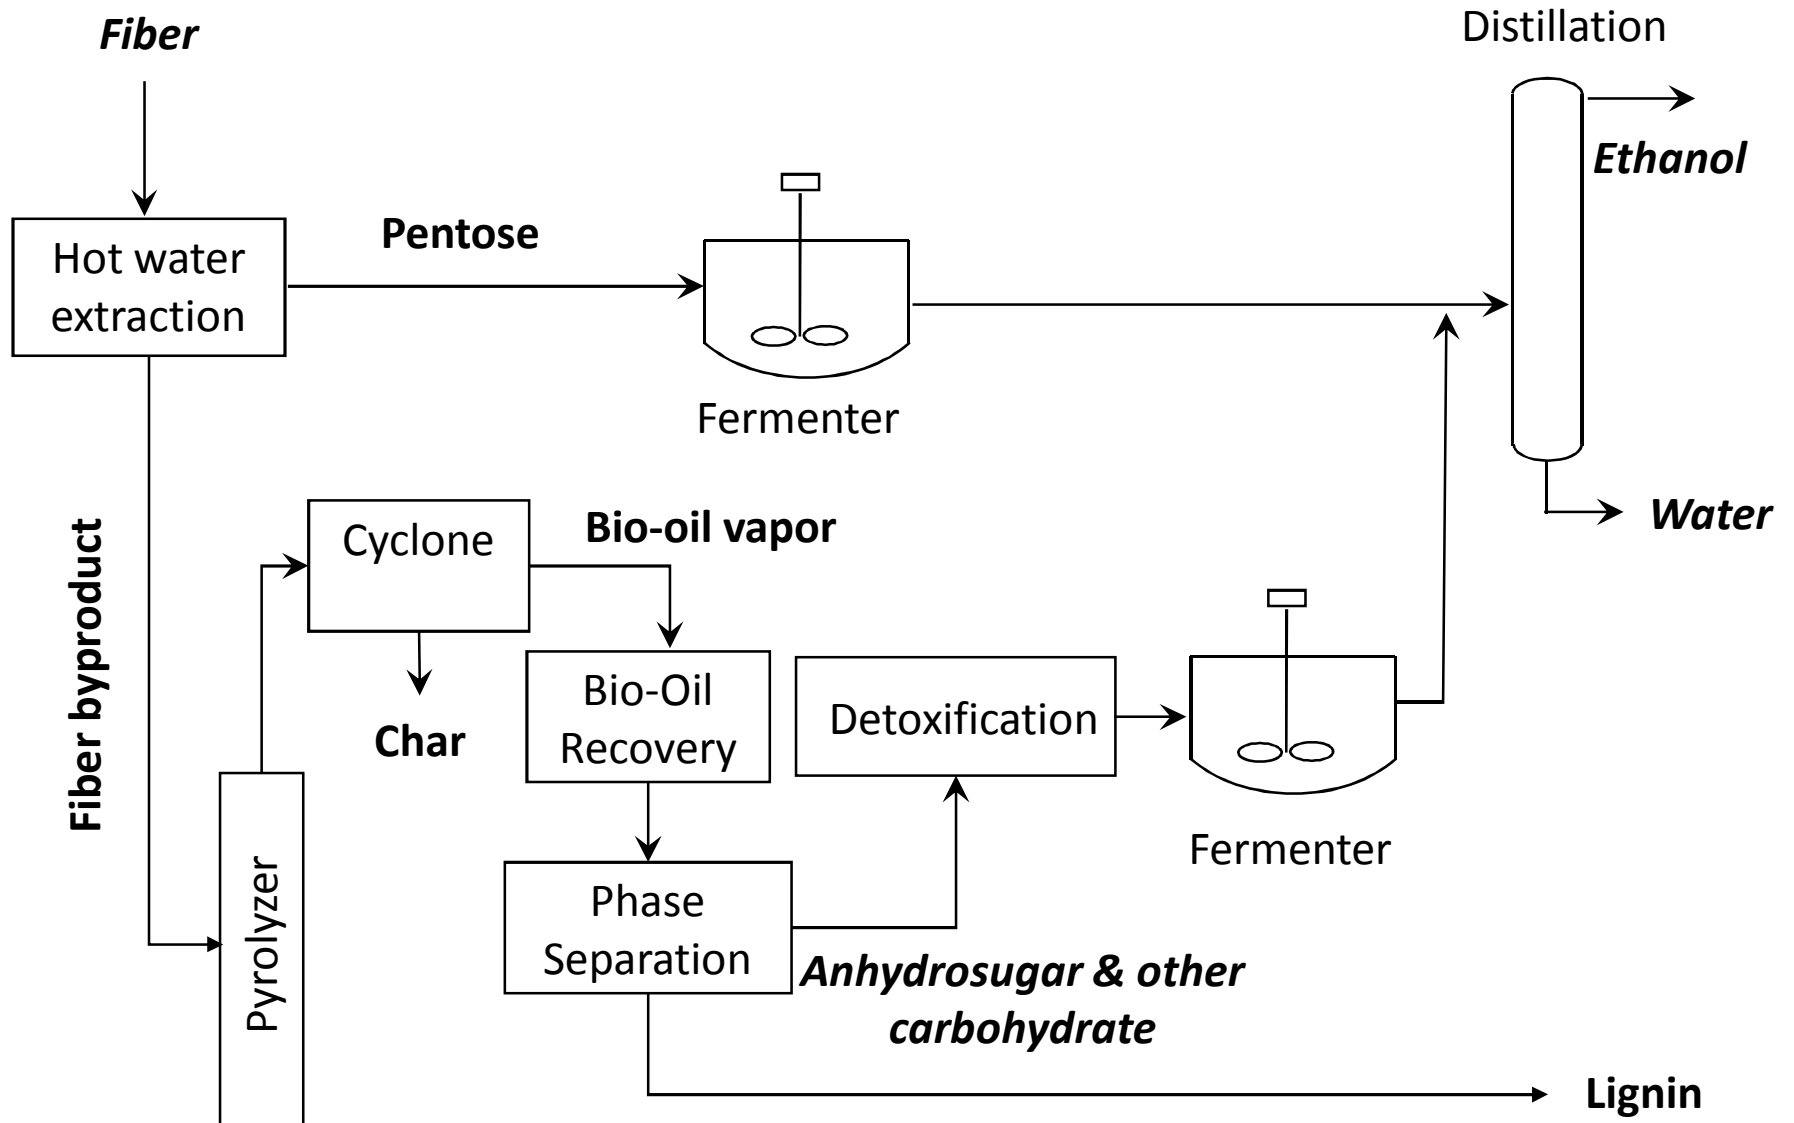 Fiber
Distillation
Ethanol
Hot water
extraction
Pentose
Fermenter
Water
Fiber byproduct
Cyclone
Bio-oil vapor
Char
Bio-Oil
Recovery
Detoxification
Fermenter
Pyrolyzer
Phase
Separation
Anhydrosugar & other
carbohydrate
Lignin